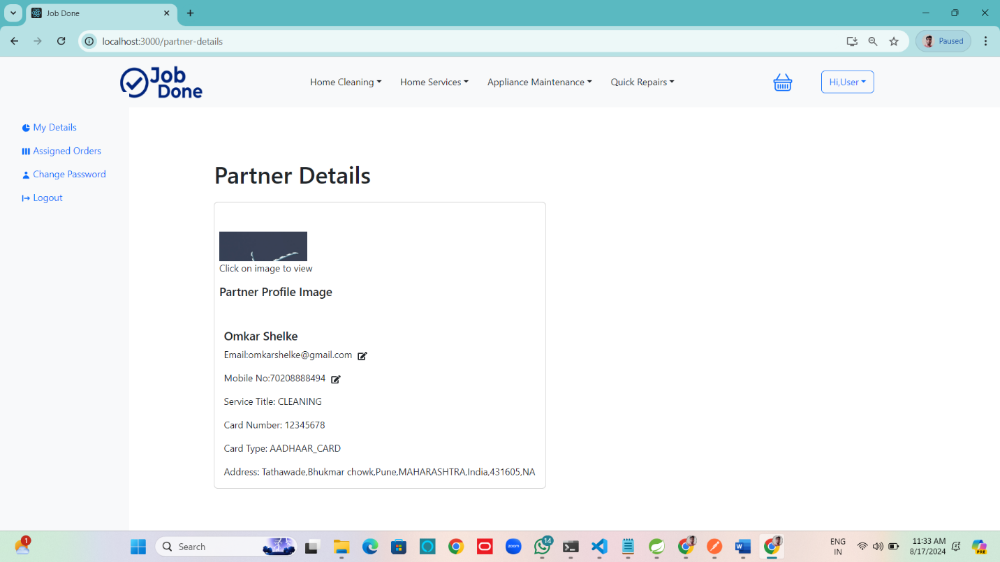 Job Done
localhost:3000/partner-details
Paused
Job Done
Home Cleaning
Home Services
Appliance Maintenance
Quick Repairs
Hi,User
My Details
Assigned Orders
Change Password
Logout
Partner Details
Click on image to view
Partner Profile Image
Omkar Shelke
Email:omkarshelke@gmail.com
Mobile No:70208888494
Service Title: CLEANING
Card Number: 12345678
Card Type: AADHAAR_CARD
Address: Tathawade,Bhukmar chowk,Pune,MAHARASHTRA,India,431605,NA
1
Search
zoom
14
PRE
ENG
IN
11:33 AM
8/17/2024